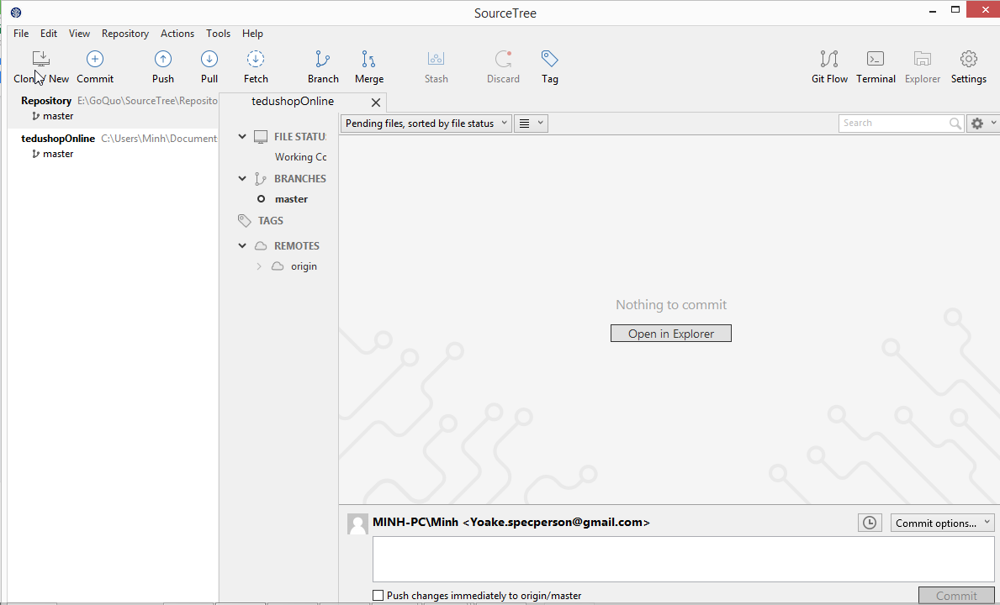 SourceTree
File Edit View Repository Actions Tools Help
Clone / New Commit Push Pull Fetch Branch Merge Stash Discard Tag Git Flow Terminal Explorer Settings
Repository E:\GoQuo\SourceTree\Reposito
master
tedushopOnline C:\Users\Minh\Document
master
tedushopOnline
Pending files, sorted by file status
Search
FILE STATU
Working Co
BRANCHES
master
TAGS
REMOTES
origin
Nothing to commit
Open in Explorer
MINH-PC\Minh <Yoake.specperson@gmail.com>
Commit options...
Push changes immediately to origin/master
Commit